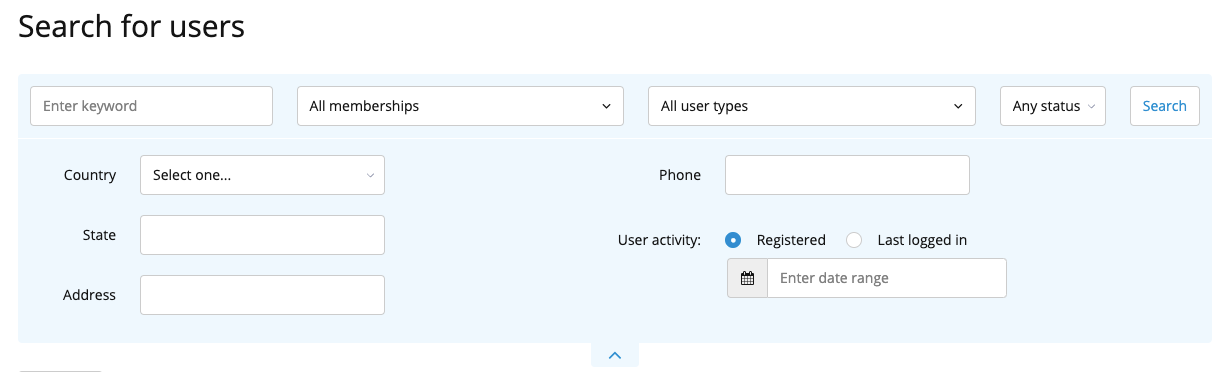 Search for users
Enter keyword
All memberships
All user types
Any status
Search
Country
Select one...
Phone
State
User activity:
Registered
Last logged in
Enter date range
Address